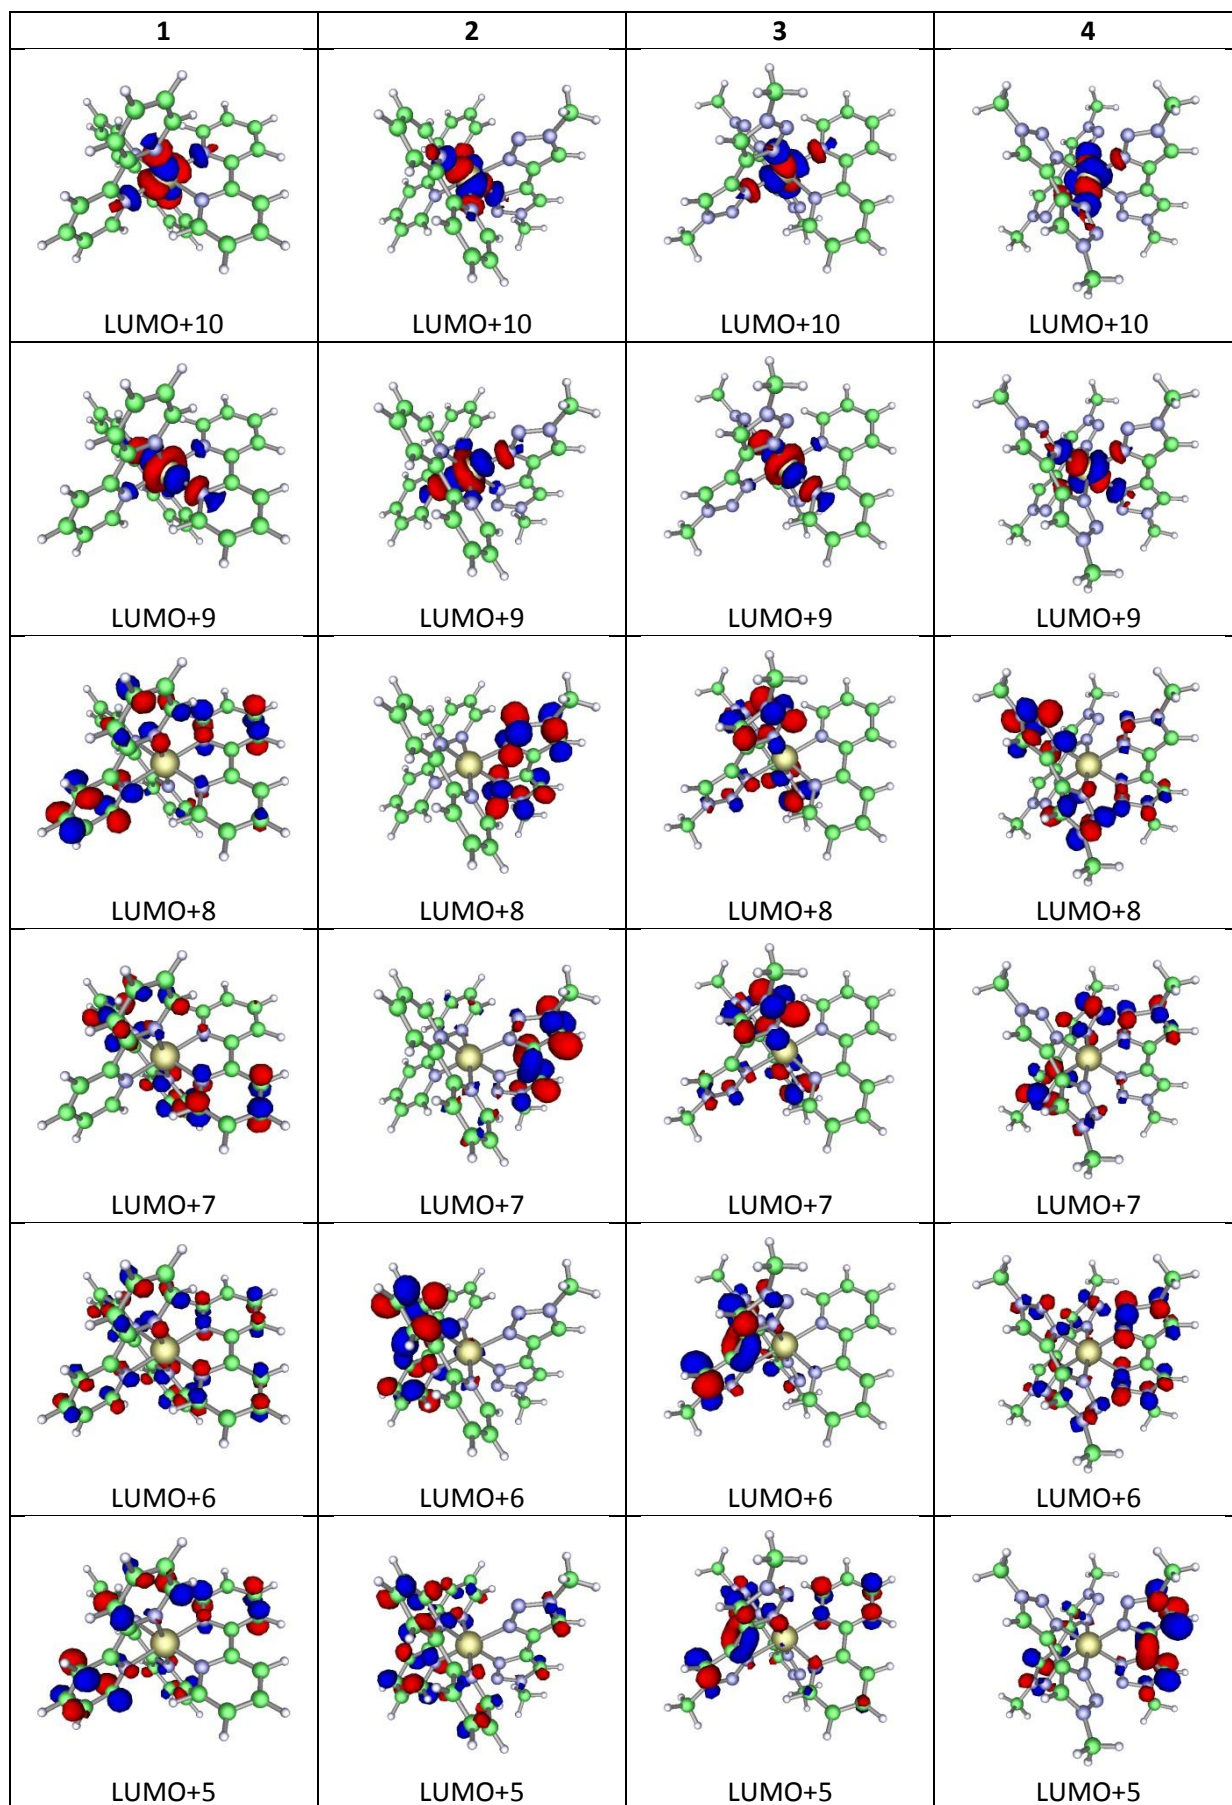 1 2 3 4
LUMO+10 LUMO+10 LUMO+10 LUMO+10
LUMO+9 LUMO+9 LUMO+9 LUMO+9
LUMO+8 LUMO+8 LUMO+8 LUMO+8
LUMO+7 LUMO+7 LUMO+7 LUMO+7
LUMO+6 LUMO+6 LUMO+6 LUMO+6
LUMO+5 LUMO+5 LUMO+5 LUMO+5